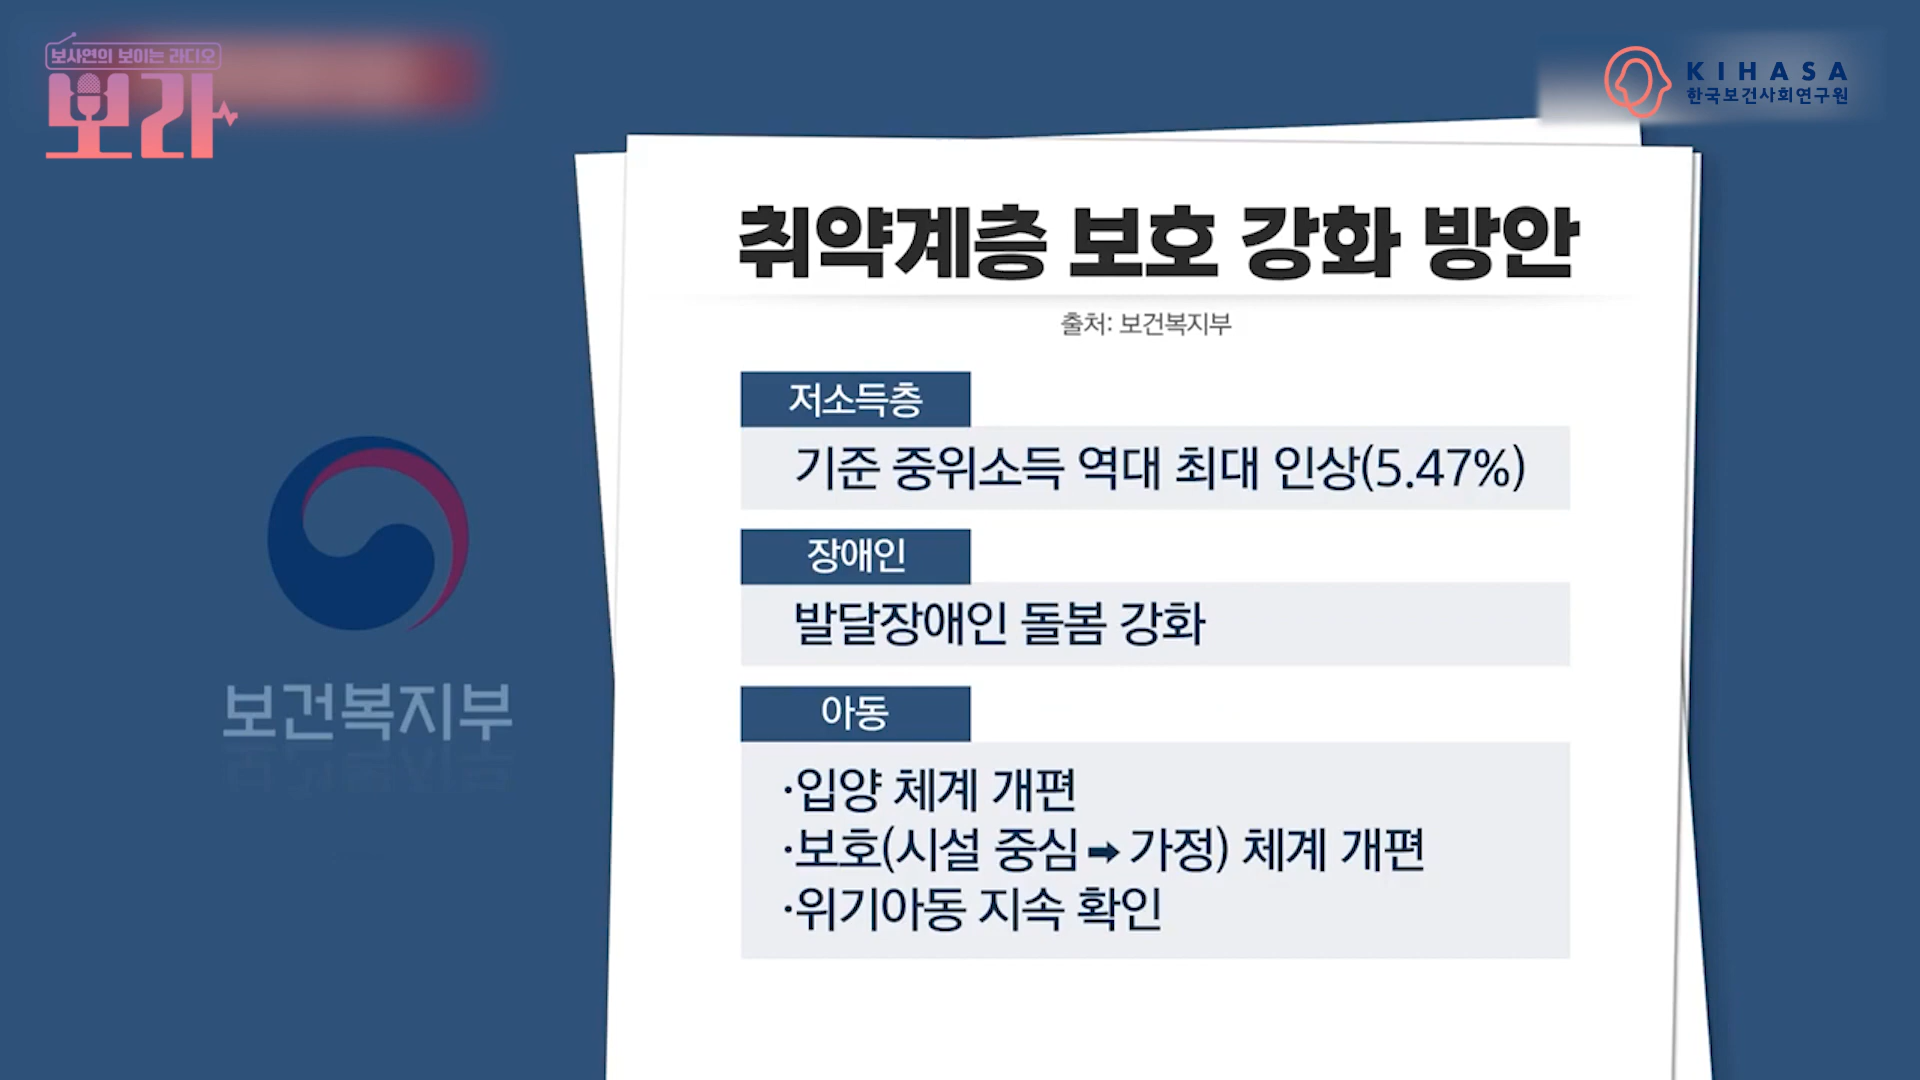 보사연의 보이는 라디오
보라
KIHASA
한국보건사회연구원
취약계층 보호 강화 방안
출처: 보건복지부
저소득층
기준 중위소득 역대 최대 인상(5.47%)
장애인
발달장애인 돌봄 강화
아동
·입양 체계 개편
·보호(시설 중심➡가정) 체계 개편
·위기아동 지속 확인
보건복지부